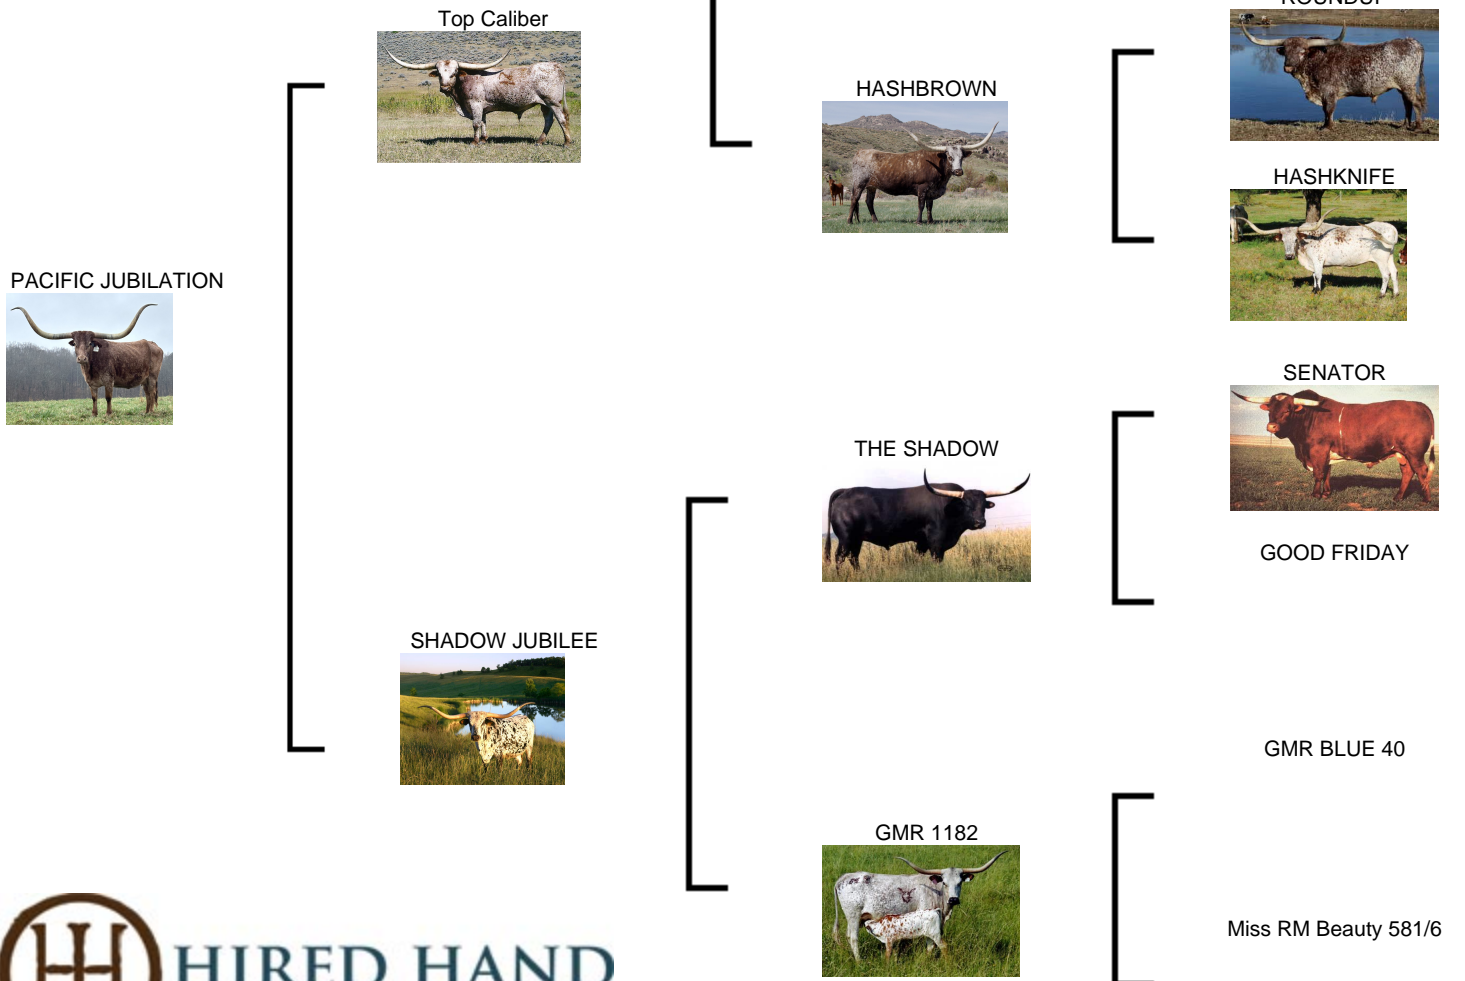 Top Caliber
HASHBROWN
HASHKNIFE
PACIFIC JUBILATION
SENATOR
THE SHADOW
GOOD FRIDAY
SHADOW JUBILEE
GMR BLUE 40
GMR 1182
Miss RM Beauty 581/6
HIRED HAND